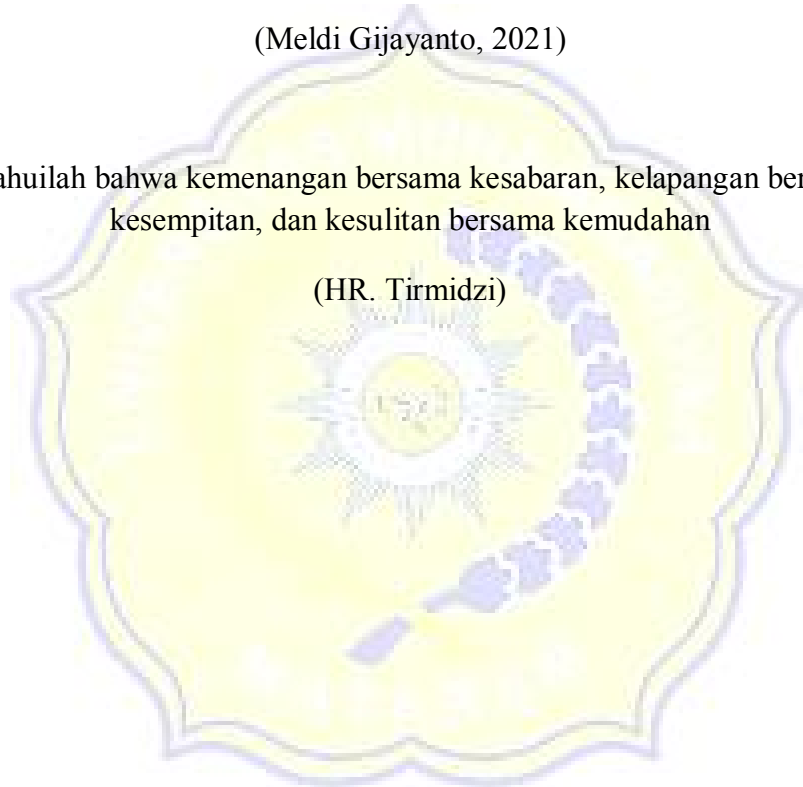 (Meldi Gijayanto, 2021)
ahuilah bahwa kemenangan bersama kesabaran, kelapangan ber
kesempitan, dan kesulitan bersama kemudahan
(HR. Tirmidzi)